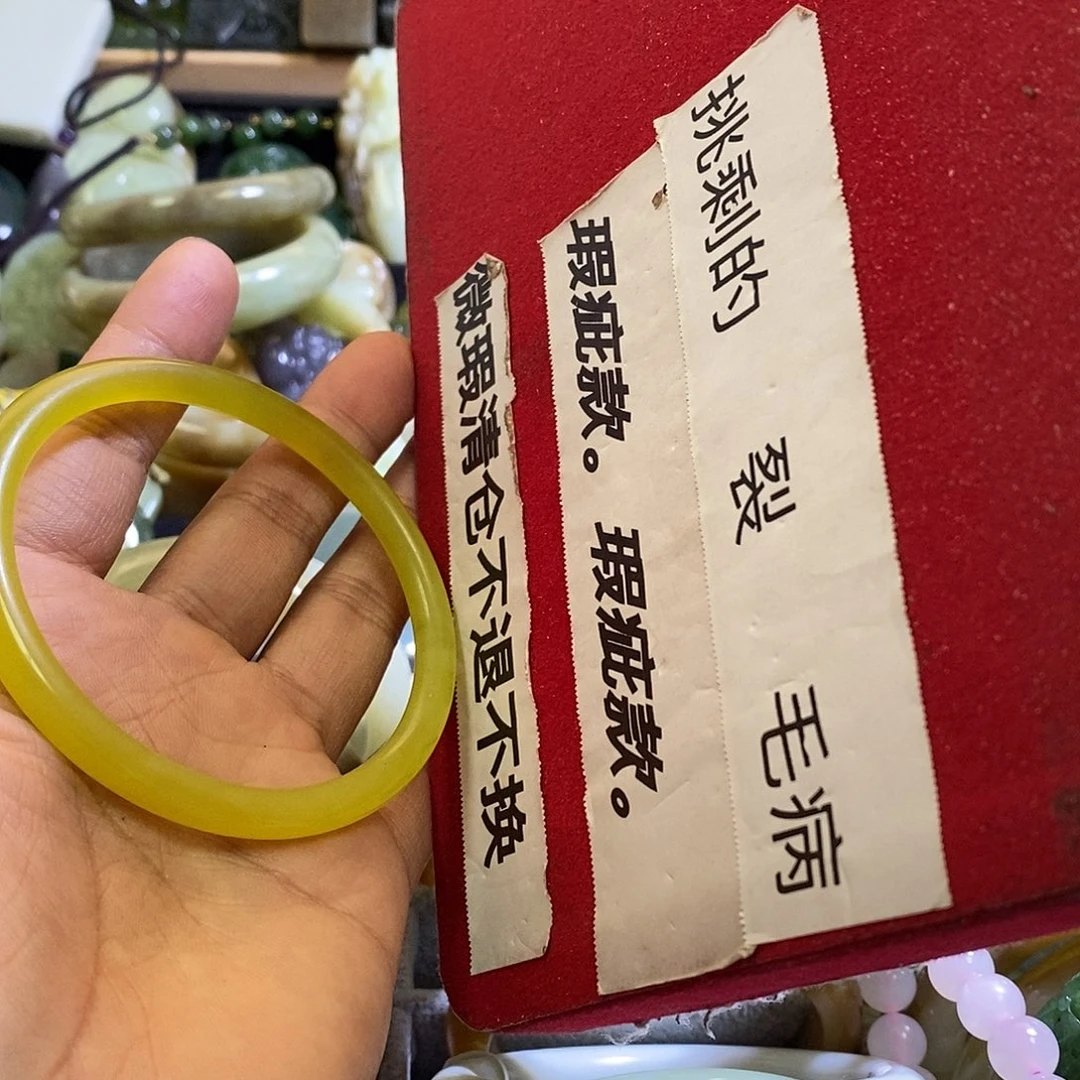 挑剩的 裂 毛病
瑕疵款。 瑕疵款。
微瑕清仓不退不换